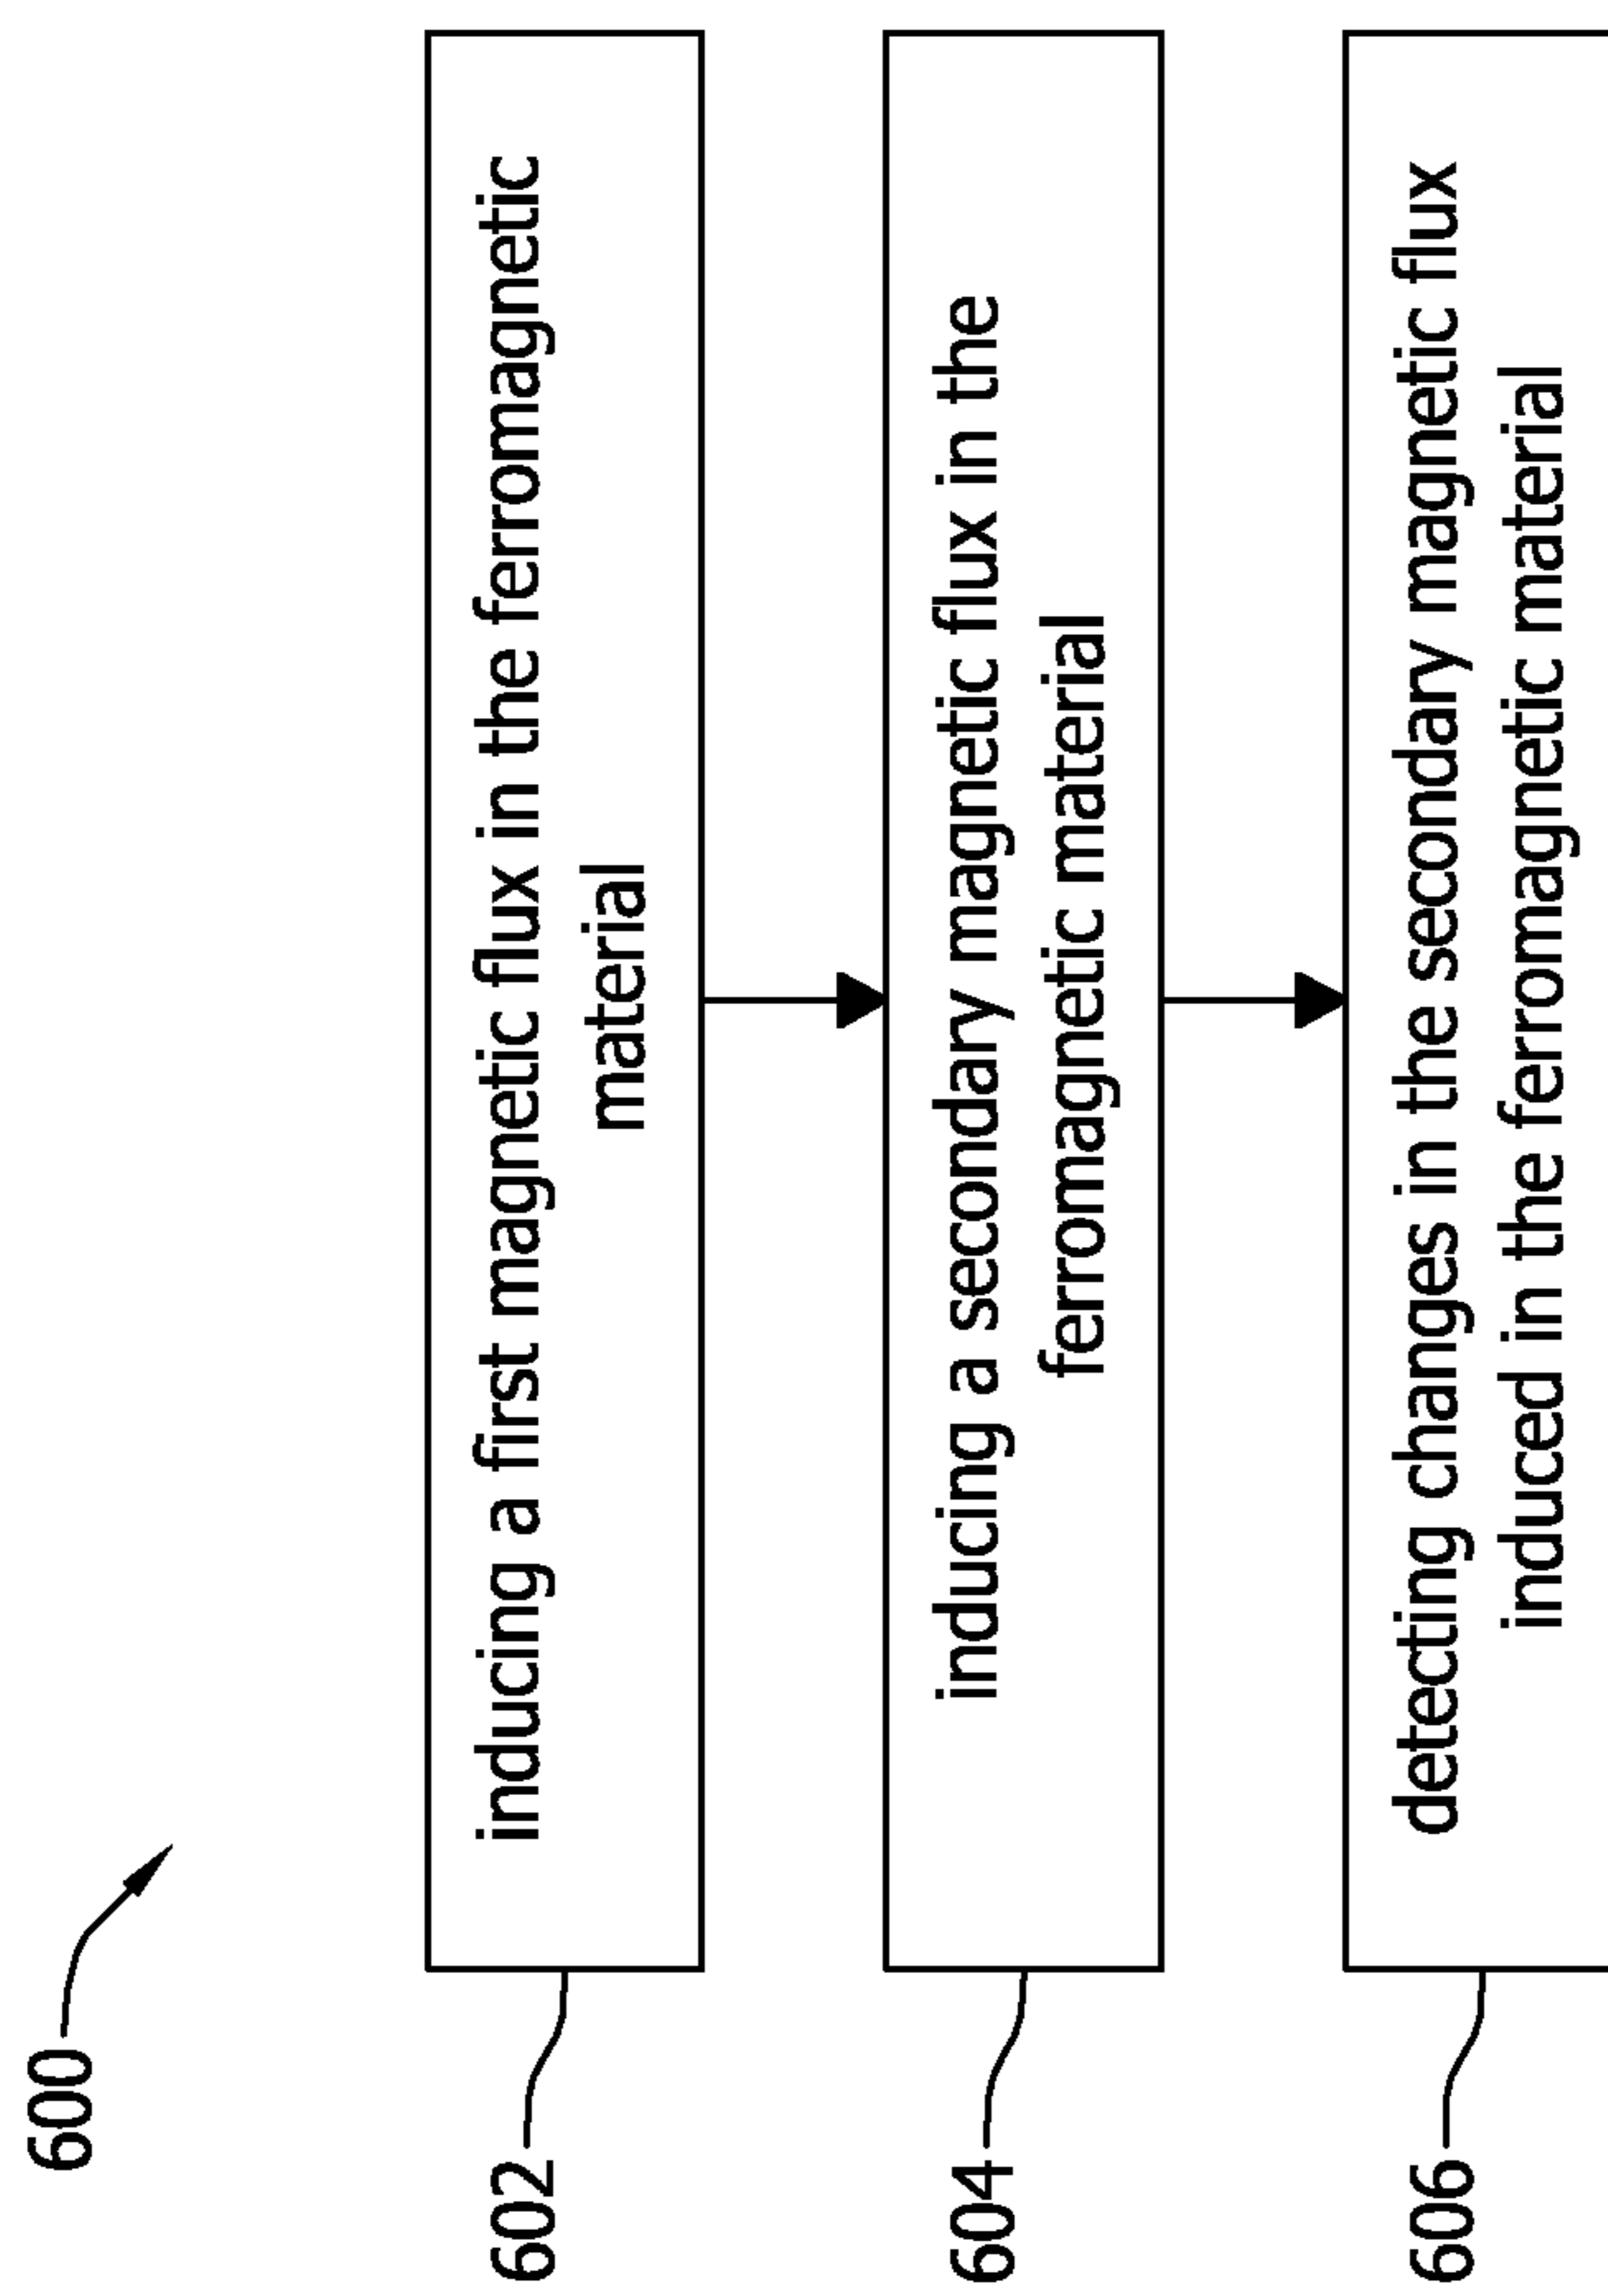 600
602
inducing a first magnetic flux in the ferromagnetic
material
604
inducing a secondary magnetic flux in the
ferromagnetic material
606
detecting changes in the secondary magnetic flux
induced in the ferromagnetic material